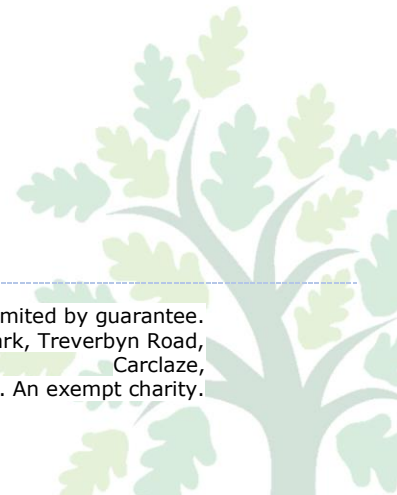 mited by guarantee.
ark, Treverbyn Road,
Carclaze,
. An exempt charity.